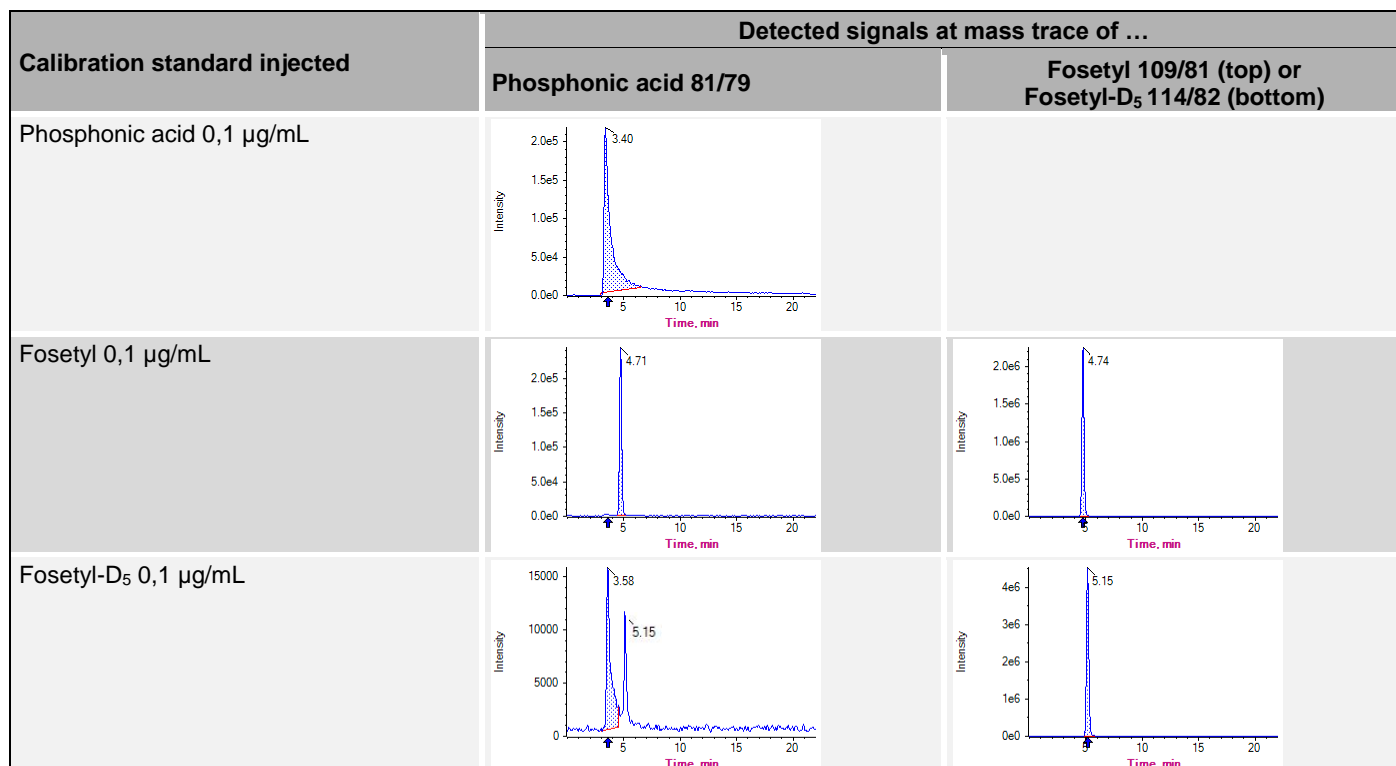 Calibration standard injected
Detected signals at mass trace of …
Phosphonic acid 81/79
Fosetyl 109/81 (top) or
Fosetyl-D₅ 114/82 (bottom)
Phosphonic acid 0,1 µg/mL
3.40
2.0e5
1.5e5
1.0e5
5.0e4
0.0e0
Intensity
5 10 15 20
Time, min
Fosetyl 0,1 µg/mL
4.71
2.0e5
1.5e5
1.0e5
5.0e4
0.0e0
Intensity
5 10 15 20
Time, min
4.74
2.0e6
1.5e6
1.0e6
5.0e5
0.0e0
Intensity
5 10 15 20
Time, min
Fosetyl-D₅ 0,1 µg/mL
3.58
5.15
15000
10000
5000
0
Intensity
5 10 15 20
Time, min
5.15
4e6
3e6
2e6
1e6
0e0
Intensity
5 10 15 20
Time, min